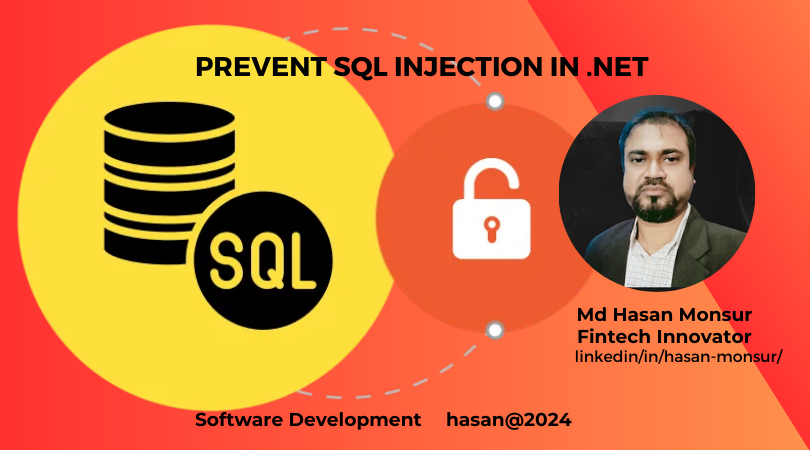 PREVENT SQL INJECTION IN .NET
SQL
Md Hasan Monsur
Fintech Innovator
linkedin/in/hasan-monsur/
Software Development hasan@2024